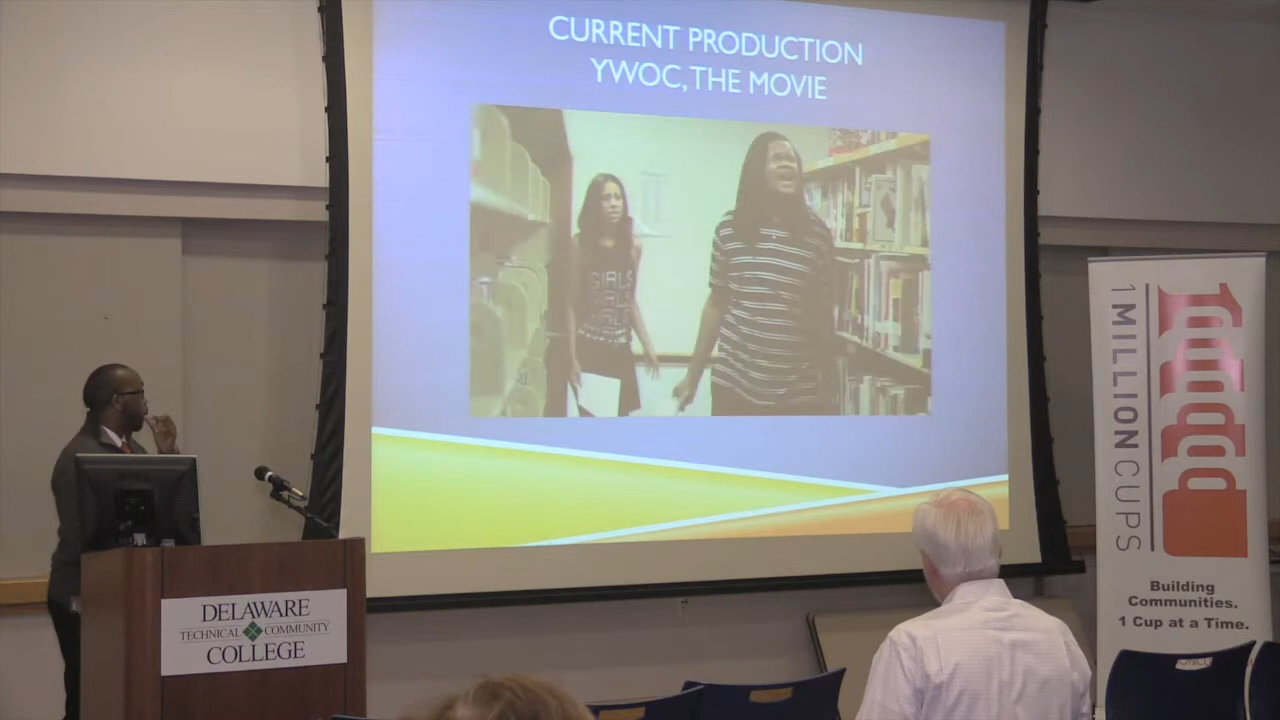 CURRENT PRODUCTION
YWOC, THE MOVIE
GIRLS
GIRLS
GIRLS
DELAWARE
TECHNICAL COMMUNITY
COLLEGE
1 MILLION CUPS
Building
Communities.
1 Cup at a Time.